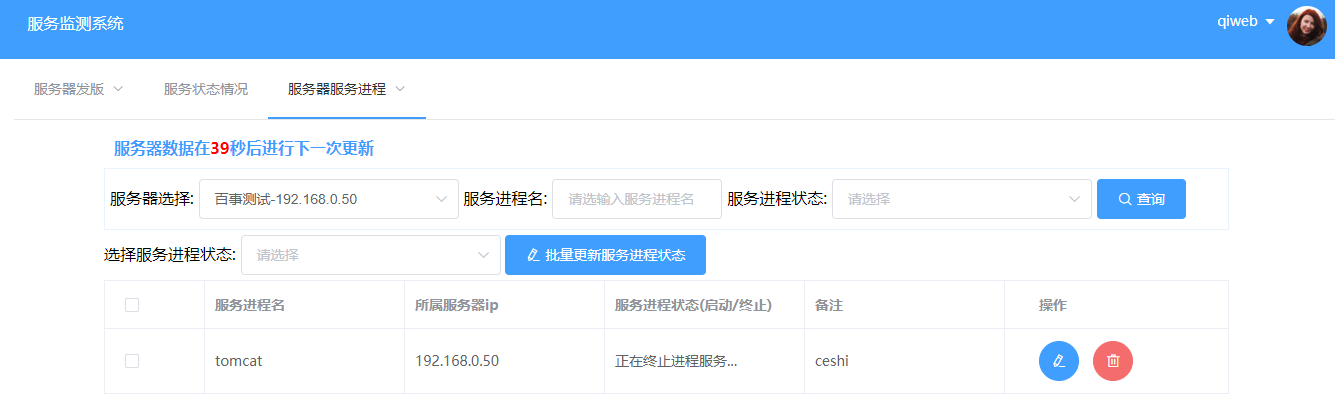 服务监测系统
qiweb
服务器发版 服务状态情况 服务器服务进程
服务器数据在39秒后进行下一次更新
服务器选择: 百事测试-192.168.0.50 服务进程名: 请选输入服务进程名 服务进程状态: 请选择 查询
选择服务进程状态: 请选择 批量更新服务进程状态
服务进程名 所属服务器ip 服务进程状态(启动/终止) 备注 操作
tomcat 192.168.0.50 正在终止进程服务... ceshi